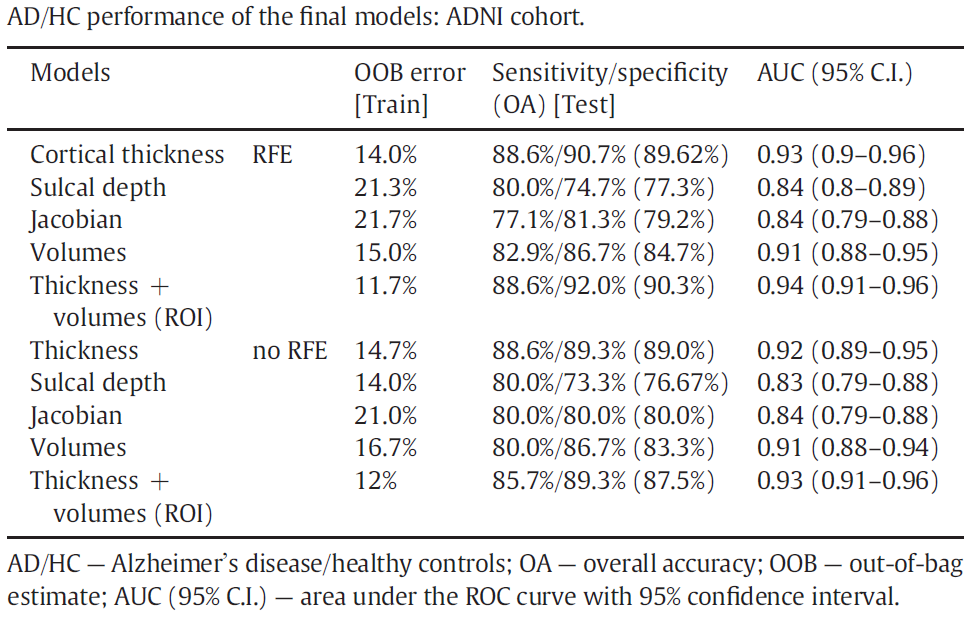 AD/HC performance of the final models: ADNI cohort.
Models OOB error Sensitivity/specificity AUC (95% C.I.)
[Train] (OA) [Test]
Cortical thickness RFE 14.0% 88.6%/90.7% (89.62%) 0.93 (0.9–0.96)
Sulcal depth 21.3% 80.0%/74.7% (77.3%) 0.84 (0.8–0.89)
Jacobian 21.7% 77.1%/81.3% (79.2%) 0.84 (0.79–0.88)
Volumes 15.0% 82.9%/86.7% (84.7%) 0.91 (0.88–0.95)
Thickness + 11.7% 88.6%/92.0% (90.3%) 0.94 (0.91–0.96)
volumes (ROI)
Thickness no RFE 14.7% 88.6%/89.3% (89.0%) 0.92 (0.89–0.95)
Sulcal depth 14.0% 80.0%/73.3% (76.67%) 0.83 (0.79–0.88)
Jacobian 21.0% 80.0%/80.0% (80.0%) 0.84 (0.79–0.88)
Volumes 16.7% 80.0%/86.7% (83.3%) 0.91 (0.88–0.94)
Thickness + 12% 85.7%/89.3% (87.5%) 0.93 (0.91–0.96)
volumes (ROI)
AD/HC — Alzheimer's disease/healthy controls; OA — overall accuracy; OOB — out-of-bag
estimate; AUC (95% C.I.) — area under the ROC curve with 95% confidence interval.